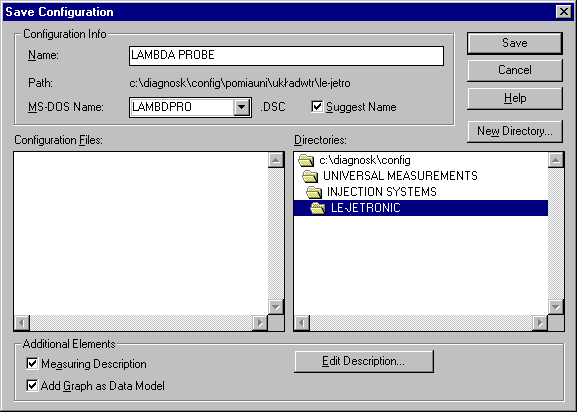 Save Configuration
Configuration Info
Name: LAMBDA PROBE
Save
Path: c:\diagnosk\config\pomiauni\układwtr\le-jetro
Cancel
MS-DOS Name: LAMBDPRO .DSC Suggest Name
Help
New Directory...
Configuration Files:
Directories:
c:\diagnosk\config
UNIVERSAL MEASUREMENTS
INJECTION SYSTEMS
LE-JETRONIC
Additional Elements
Measuring Description
Edit Description...
Add Graph as Data Model